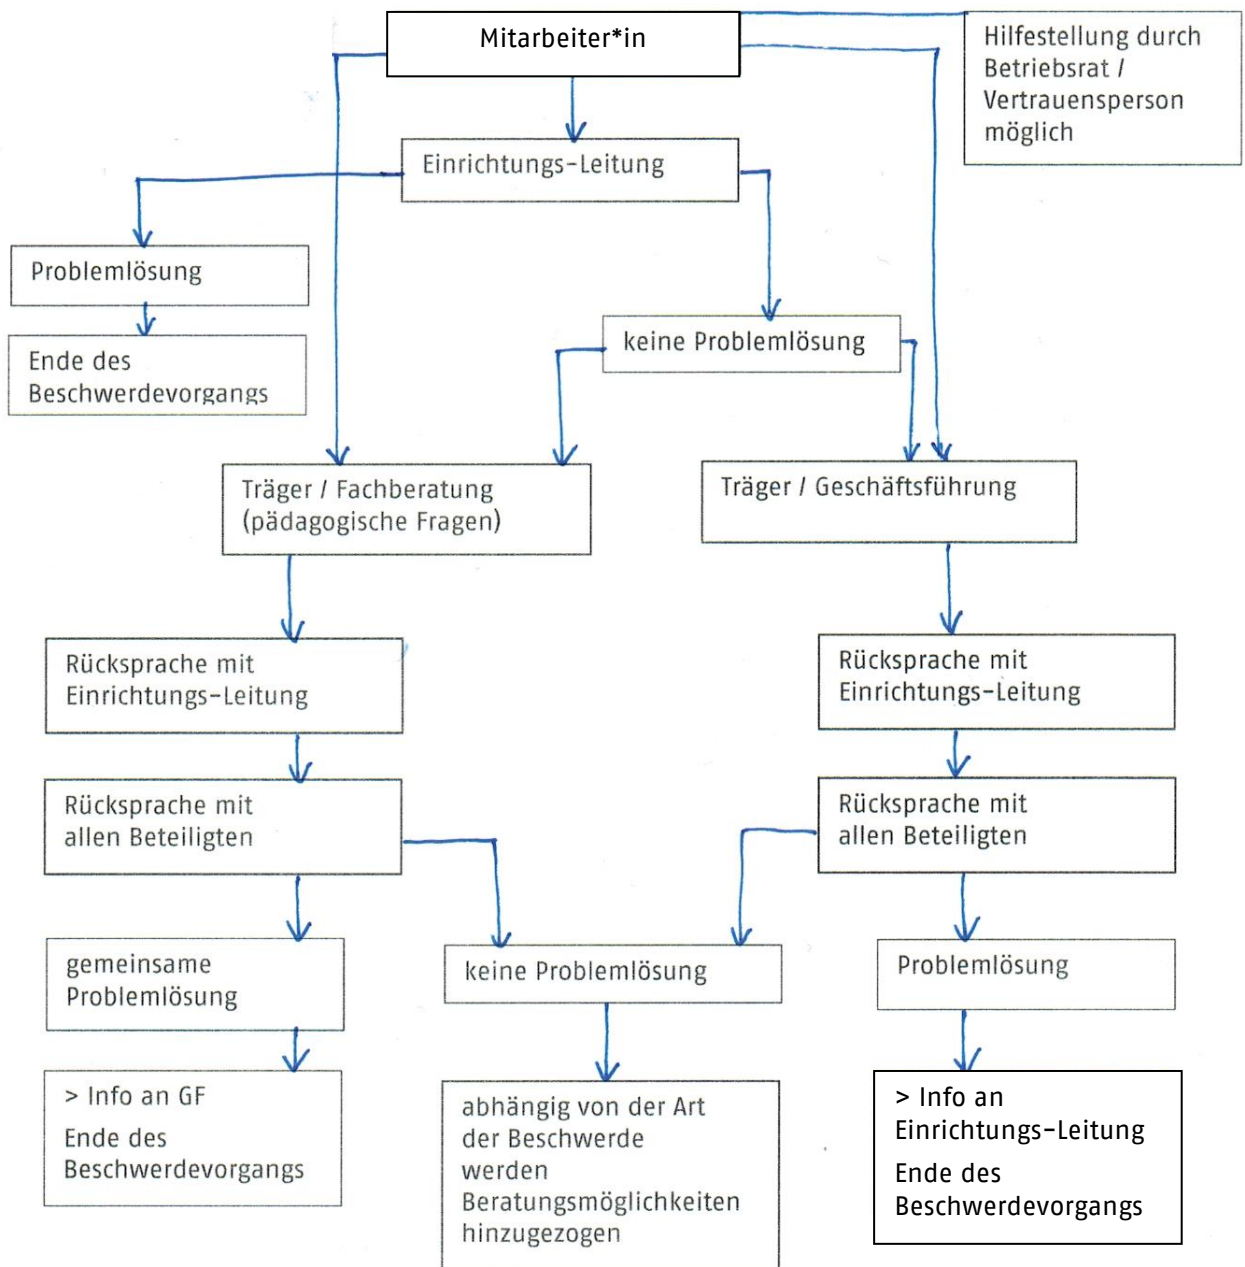 Mitarbeiter*in
Hilfestellung durch
Betriebsrat /
Vertrauensperson
möglich
Einrichtungs-Leitung
Problemlösung
Ende des
Beschwerdevorgangs
keine Problemlösung
Träger / Fachberatung
(pädagogische Fragen)
Träger / Geschäftsführung
Rücksprache mit
Einrichtungs-Leitung
Rücksprache mit
Einrichtungs-Leitung
Rücksprache mit
allen Beteiligten
Rücksprache mit
allen Beteiligten
gemeinsame
Problemlösung
keine Problemlösung
Problemlösung
> Info an GF
Ende des
Beschwerdevorgangs
abhängig von der Art
der Beschwerde
werden
Beratungsmöglichkeiten
hinzugezogen
> Info an
Einrichtungs-Leitung
Ende des
Beschwerdevorgangs